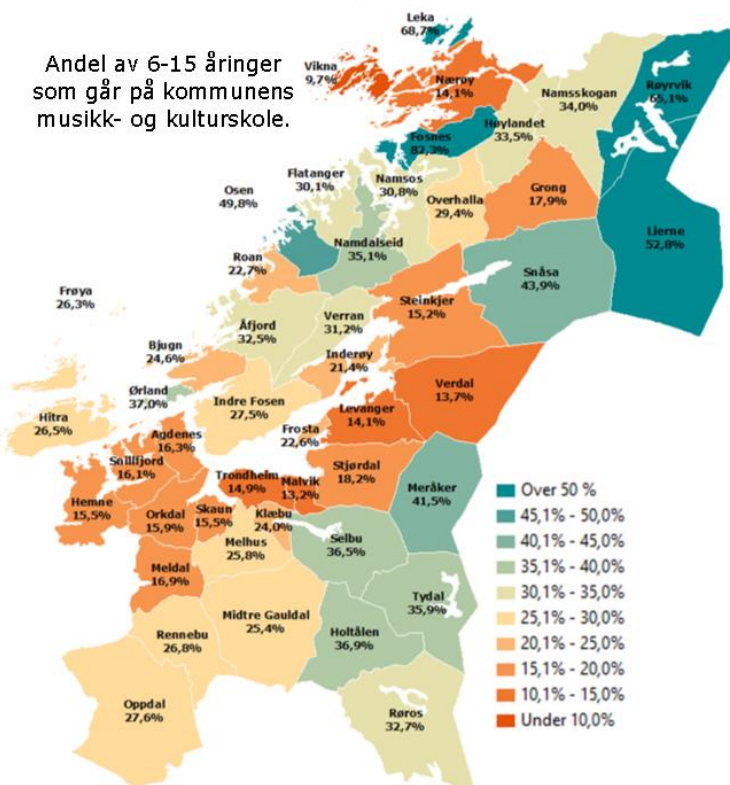 Andel av 6-15 åringer
som går på kommunens
musikk- og kulturskole.
Leka
68,7%
Vikna
9,7%
Nærøy
14,1%
Namsskogan
34,0%
Røyrvik
65,1%
Fosnes
82,3%
Høylandet
33,5%
Flatanger
30,1%
Namsos
30,8%
Osen
49,8%
Overhalla
29,4%
Grong
17,9%
Lierne
52,8%
Namdalseid
35,1%
Roan
22,7%
Snåsa
43,9%
Frøya
26,3%
Steinkjer
15,2%
Verran
31,2%
Åfjord
32,5%
Bjugn
24,6%
Inderøy
21,4%
Ørland
37,0%
Verdal
13,7%
Indre Fosen
27,5%
Levanger
14,1%
Hitra
26,5%
Frosta
22,6%
Agdenes
16,3%
Snillfjord
16,1%
Stjørdal
18,2%
Trondheim
14,9%
Malvik
13,2%
Meråker
41,5%
Hemne
15,5%
Orkdal
15,9%
Skaun
15,5%
Klæbu
24,0%
Selbu
36,5%
Melhus
25,8%
Meldal
16,9%
Tydal
35,9%
Midtre Gauldal
25,4%
Rennebu
26,8%
Holtålen
36,9%
Oppdal
27,6%
Røros
32,7%
Over 50 %
45,1% - 50,0%
40,1% - 45,0%
35,1% - 40,0%
30,1% - 35,0%
25,1% - 30,0%
20,1% - 25,0%
15,1% - 20,0%
10,1% - 15,0%
Under 10,0%